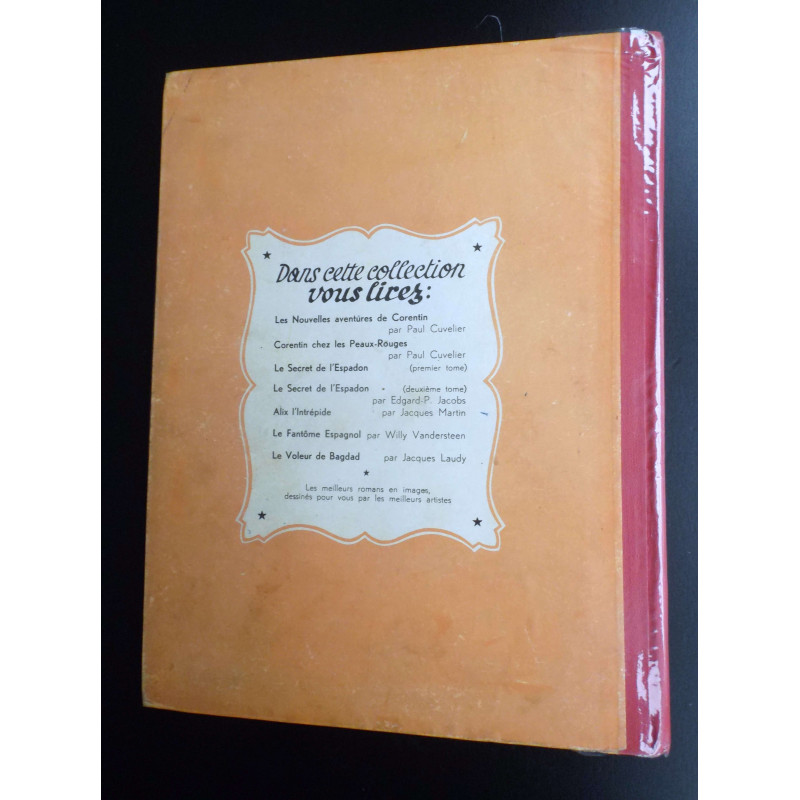 Dans cette collection
vous lirez:
Les Nouvelles aventures de Corentin
par Paul Cuvelier
Corentin chez les Peaux-Rouges
par Paul Cuvelier
Le Secret de l'Espadon (premier tome)
Le Secret de l'Espadon - (deuxième tome)
par Edgard-P. Jacobs
Alix l'Intrépide par Jacques Martin
Le Fantôme Espagnol par Willy Vandersteen
Le Voleur de Bagdad par Jacques Laudy
Les meilleurs romans en images,
dessinés pour vous par les meilleurs artistes